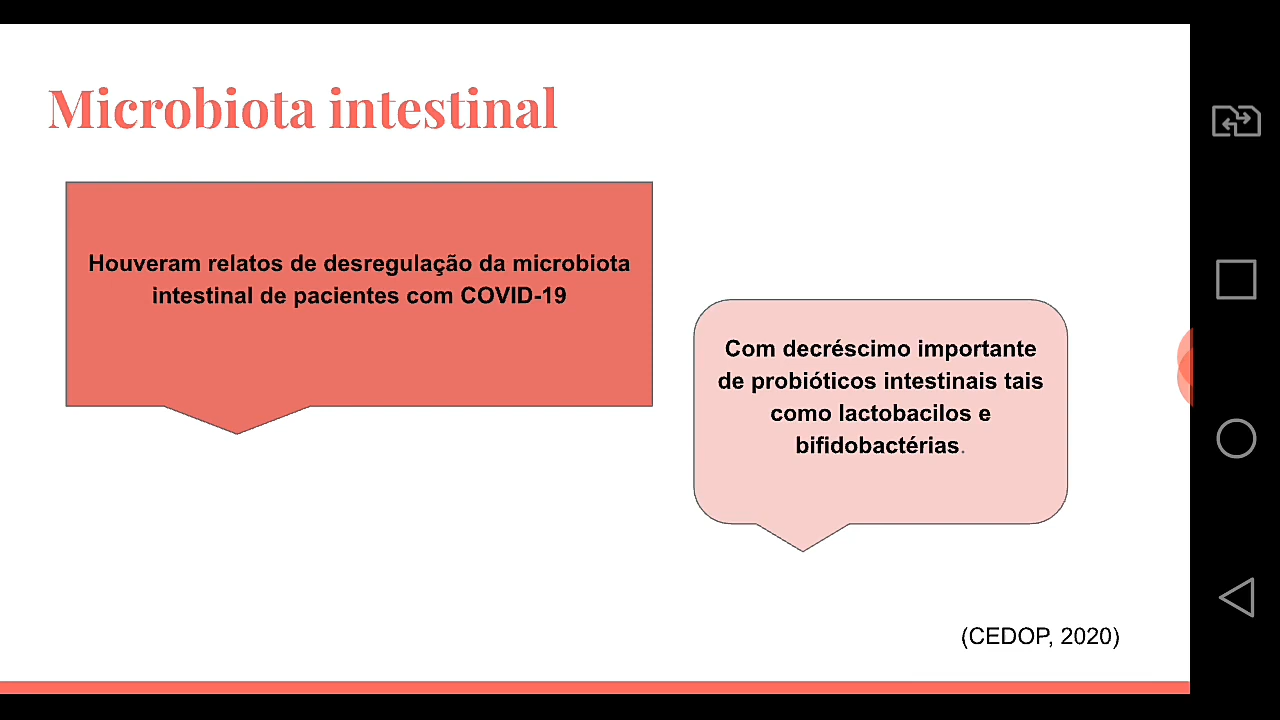 Microbiota intestinal
Houveram relatos de desregulação da microbiota
intestinal de pacientes com COVID-19
Com decréscimo importante
de probióticos intestinais tais
como lactobacilos e
bifidobactérias.
(CEDOP, 2020)